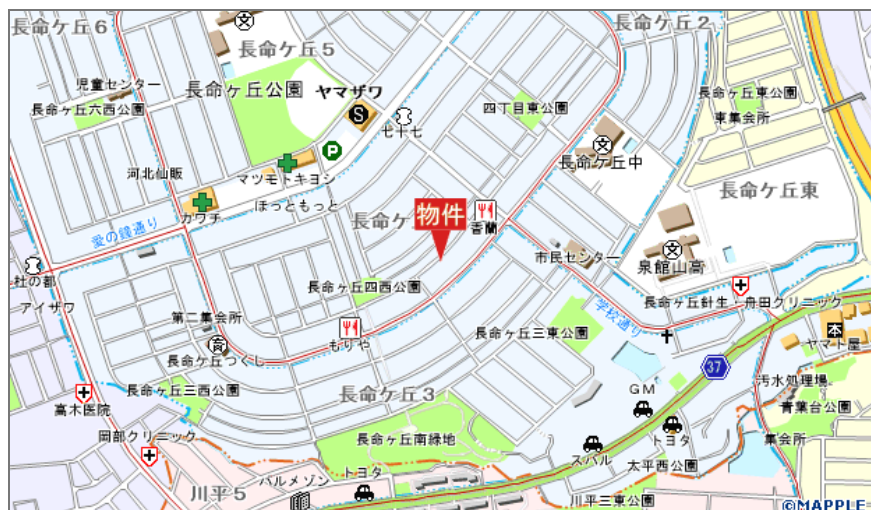 長命ケ丘6
長命ケ丘5
長命ケ丘2
児童センター
長命ヶ丘公園
ヤマザワ
長命ケ丘六西公園
S
四丁目東公園
長命ヶ丘東公園
東集会所
七十七
P
長命ケ丘中
河北仙販
マツモトキヨシ
長命ケ丘東
カワチ
ほっともっと
物件
長命ケ
香蘭
愛の鐘通り
市民センター
泉館山高
杜の都
アイザワ
長命ヶ丘四西公園
長命ヶ丘針生・舟田クリニック
第二集会所
学校通り
もりや
長命ヶ丘三東公園
本
ヤマト屋
育
長命ヶ丘つくし
37
長命ケ丘三西公園
長命ケ丘3
GM
汚水処理場
高木医院
青葉台公園
岡部クリニック
長命ヶ丘南緑地
トヨタ
集会所
スバル
太平西公園
川平5
パルメゾン
トヨタ
川平三東公園
©MAPPLE